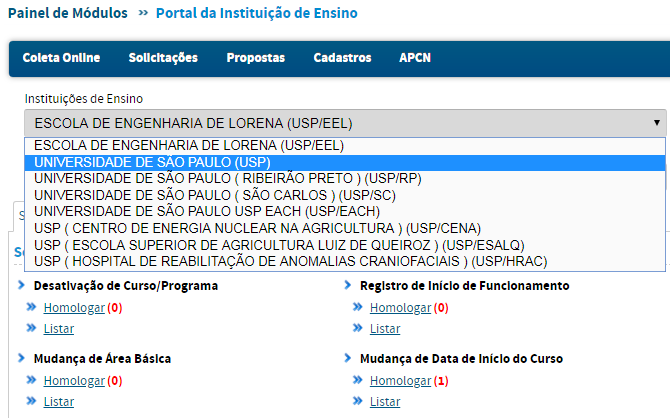 Painel de Módulos » Portal da Instituição de Ensino
Coleta Online Solicitações Propostas Cadastros APCN
Instituições de Ensino
ESCOLA DE ENGENHARIA DE LORENA (USP/EEL)
ESCOLA DE ENGENHARIA DE LORENA (USP/EEL)
UNIVERSIDADE DE SÃO PAULO (USP)
UNIVERSIDADE DE SÃO PAULO ( RIBEIRÃO PRETO ) (USP/RP)
UNIVERSIDADE DE SÃO PAULO ( SÃO CARLOS ) (USP/SC)
UNIVERSIDADE DE SÃO PAULO USP EACH (USP/EACH)
USP ( CENTRO DE ENERGIA NUCLEAR NA AGRICULTURA ) (USP/CENA)
USP ( ESCOLA SUPERIOR DE AGRICULTURA LUIZ DE QUEIROZ ) (USP/ESALQ)
USP ( HOSPITAL DE REABILITAÇÃO DE ANOMALIAS CRANIOFACIAIS ) (USP/HRAC)
Desativação de Curso/Programa Registro de Início de Funcionamento
Homologar (0) Homologar (0)
Listar Listar
Mudança de Área Básica Mudança de Data de Início do Curso
Homologar (0) Homologar (1)
Listar Listar